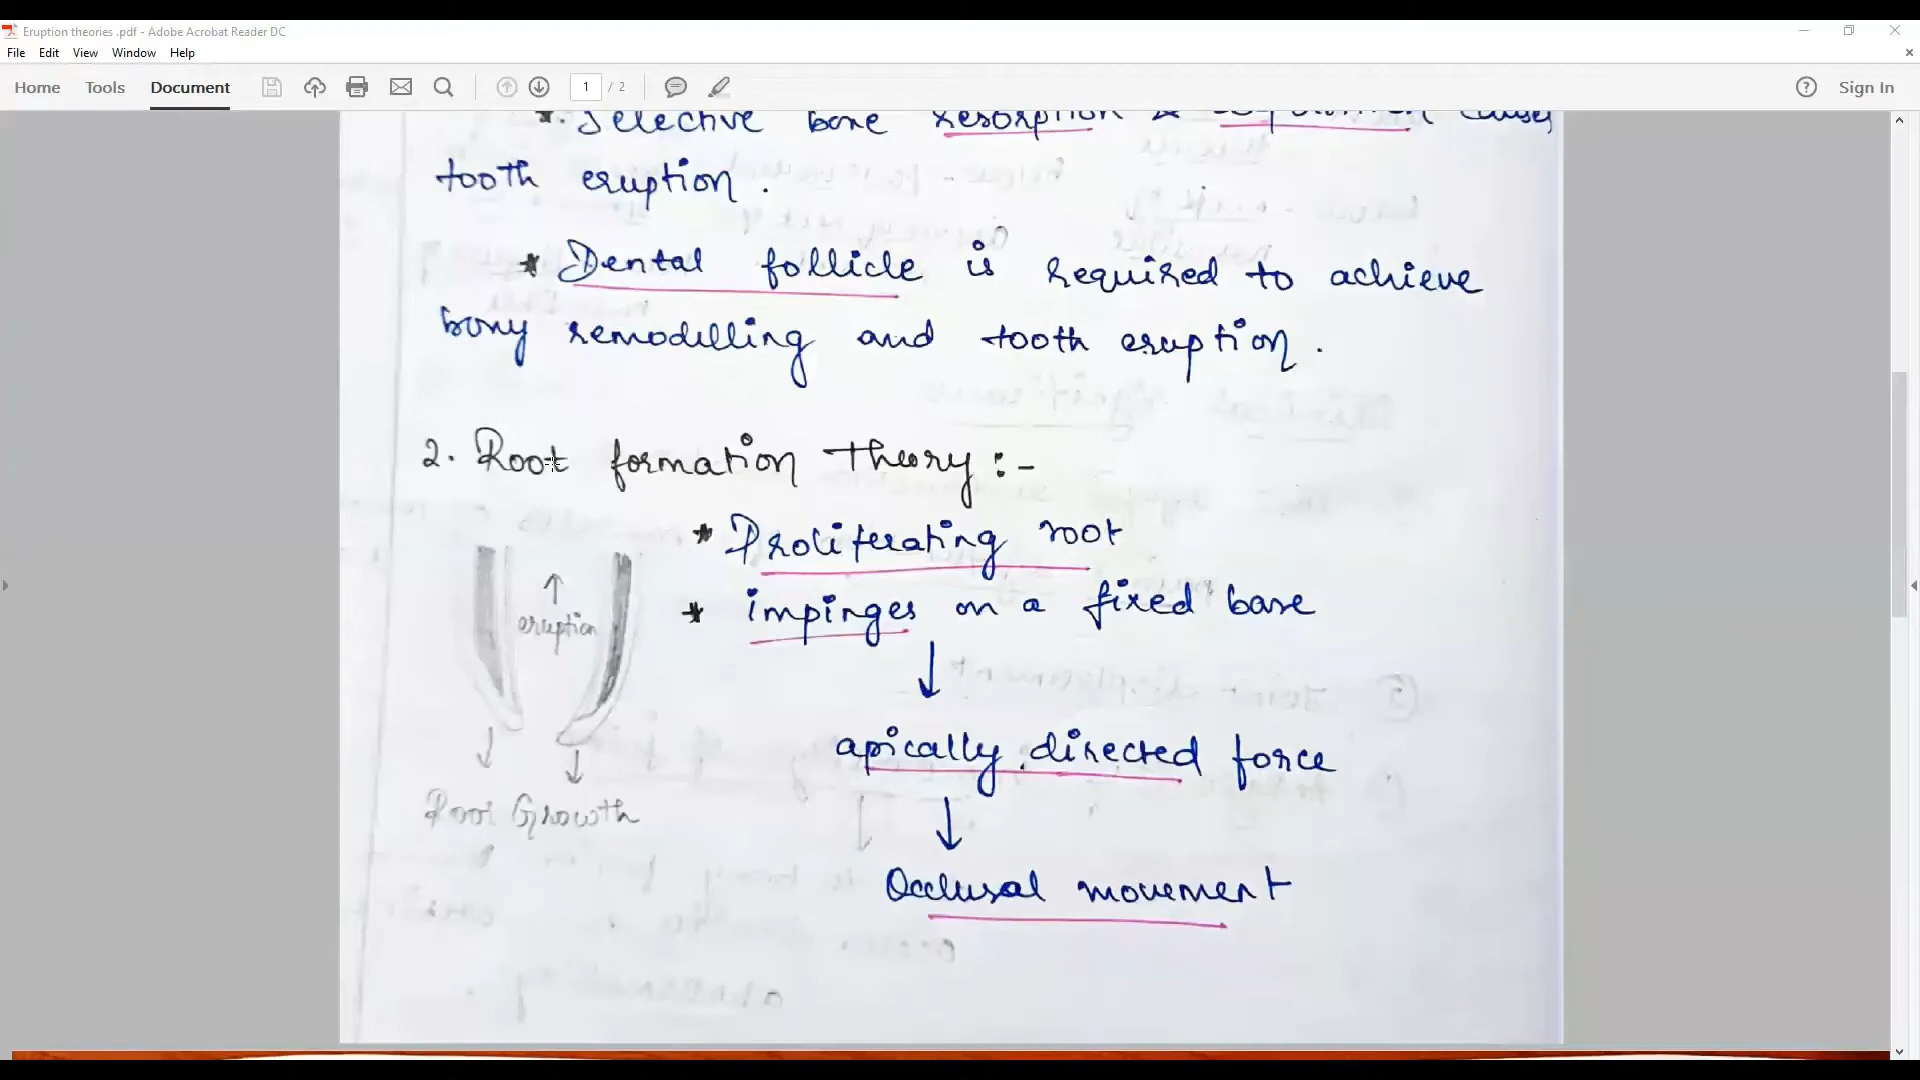 Eruption theories .pdf - Adobe Acrobat Reader DC
File Edit View Window Help
Home Tools Document 1 / 2 Sign In
*. Selective bone resorption &
tooth eruption.
* Dental follicle is required to achieve
bony remodelling and tooth eruption.
2. Root formation Theory :-
* Proliferating root
* impinges on a fixed base
↑
eruption
↓
apically directed force
↓ ↓
Root Growth
↓
Occlusal movement